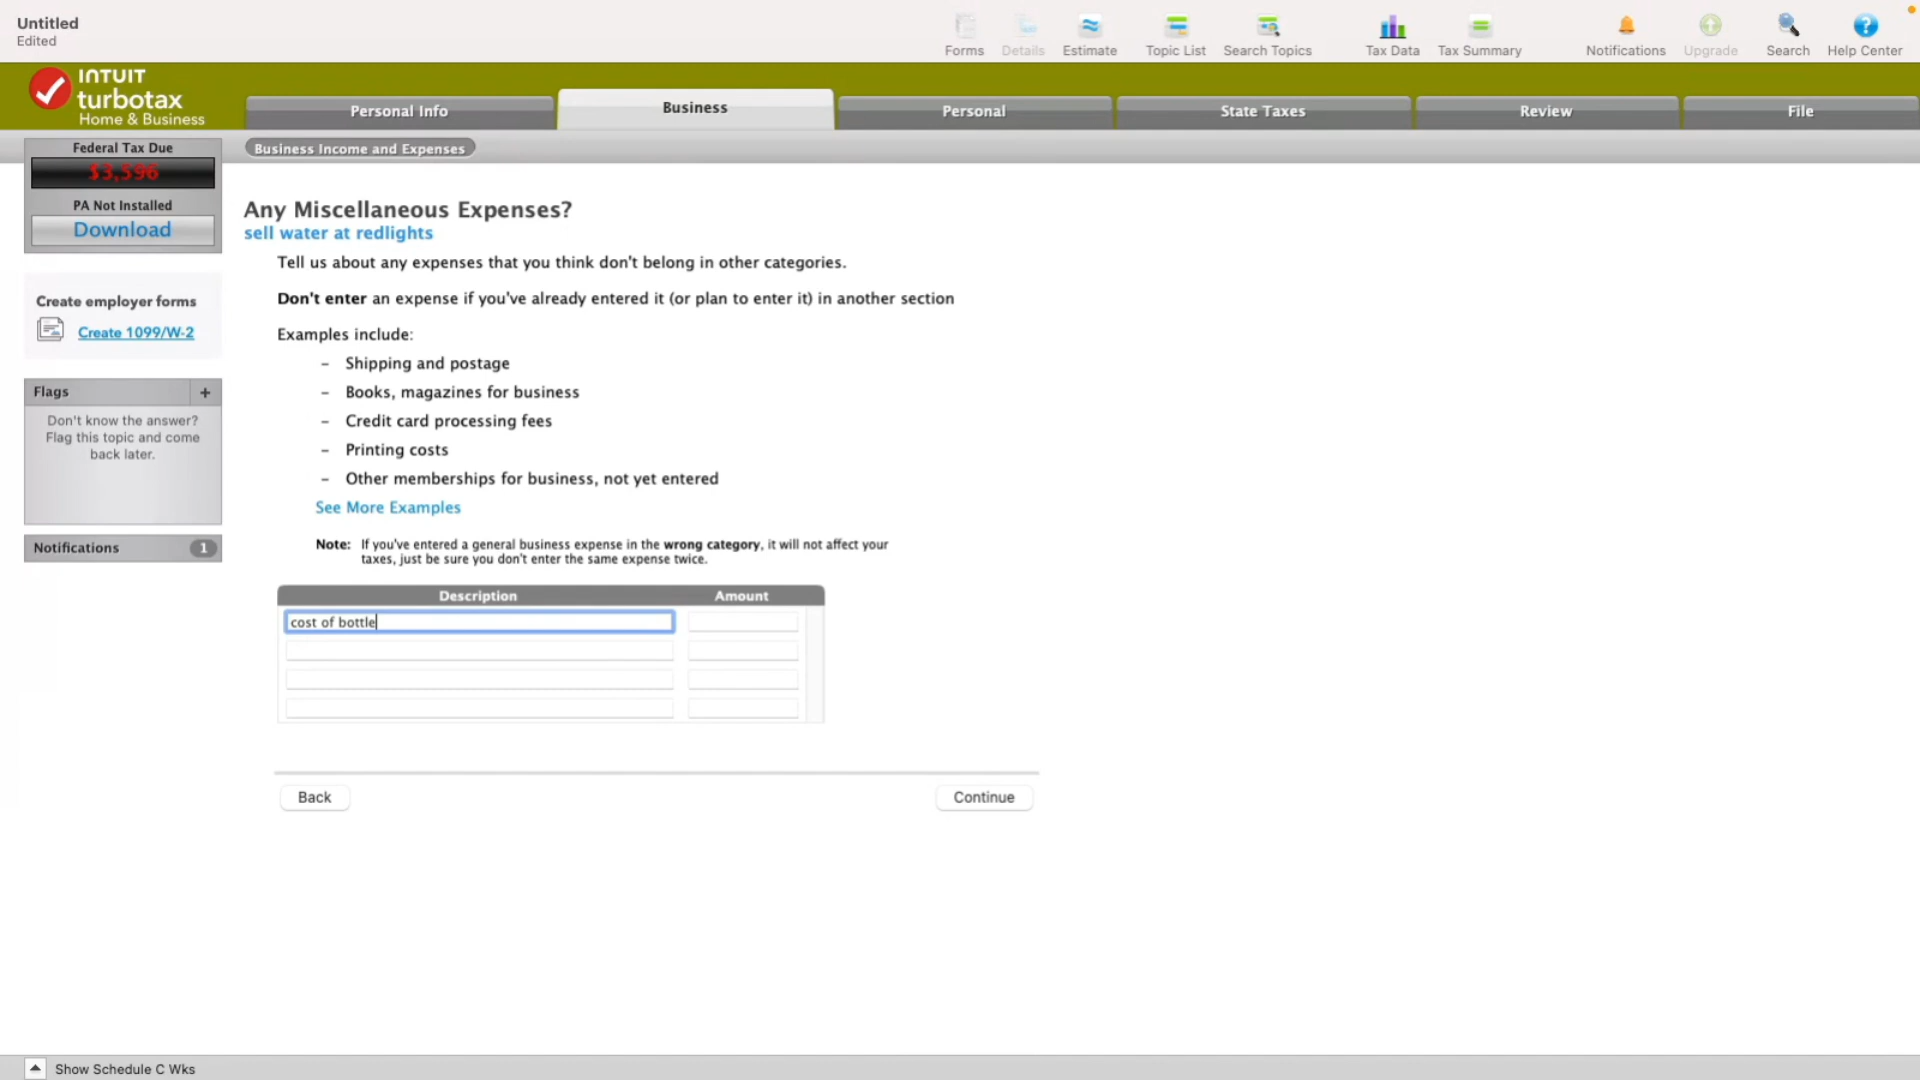 Untitled
Edited
Forms
Details
Estimate
Topic List
Search Topics
Tax Data
Tax Summary
Notifications
Upgrade
Search
Help Center
INTUIT
turbotax
Home & Business
Personal Info
Business
Personal
State Taxes
Review
File
Business Income and Expenses
Federal Tax Due
$3,596
PA Not Installed
Download
Create employer forms
Create 1099/W-2
Flags +
Don't know the answer?
Flag this topic and come
back later.
Notifications 1
Any Miscellaneous Expenses?
sell water at redlights
Tell us about any expenses that you think don't belong in other categories.
Don't enter an expense if you've already entered it (or plan to enter it) in another section
Examples include:
– Shipping and postage
– Books, magazines for business
– Credit card processing fees
– Printing costs
– Other memberships for business, not yet entered
See More Examples
Note: If you've entered a general business expense in the wrong category, it will not affect your
taxes, just be sure you don't enter the same expense twice.
Description Amount
cost of bottle
Back
Continue
Show Schedule C Wks